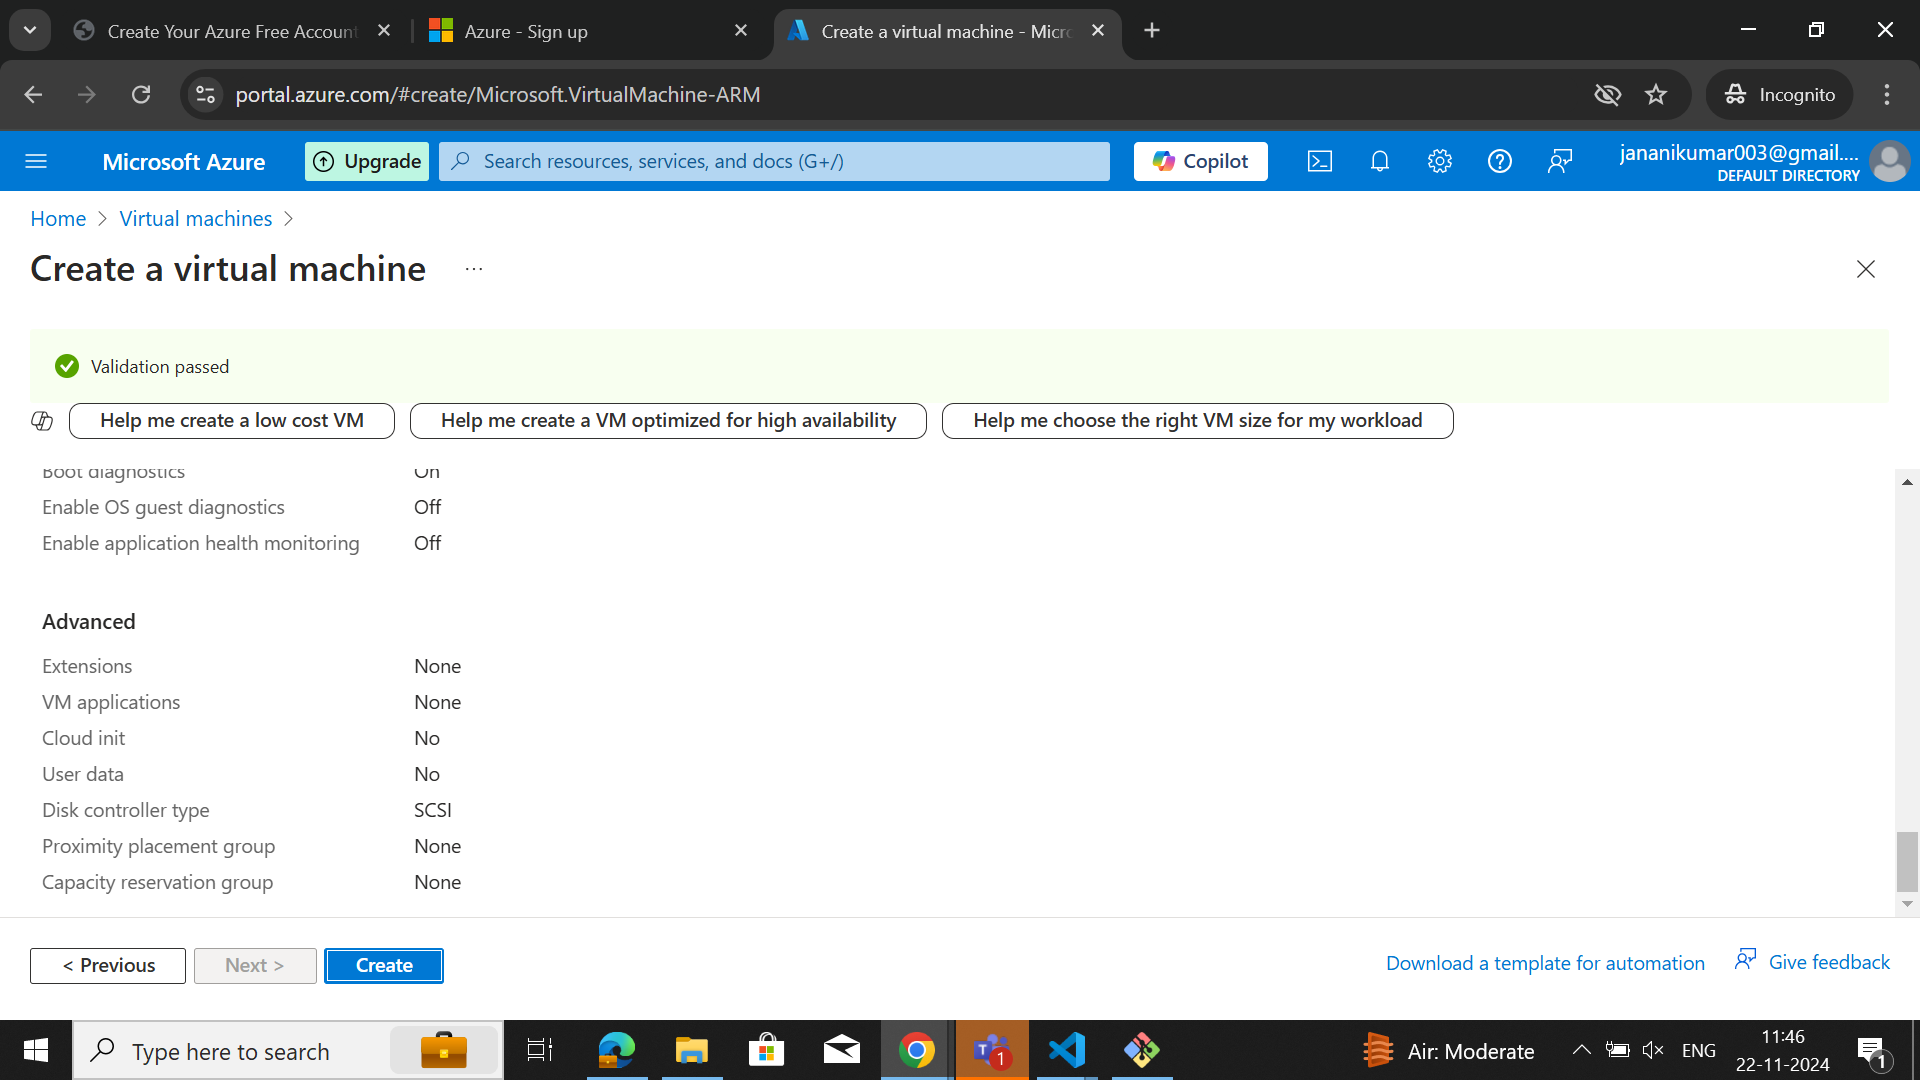 Create Your Azure Free Account
Azure - Sign up
Create a virtual machine - Micro
portal.azure.com/#create/Microsoft.VirtualMachine-ARM
Incognito
Microsoft Azure
Upgrade
Search resources, services, and docs (G+/)
Copilot
jananikumar003@gmail....
DEFAULT DIRECTORY
Home > Virtual machines >
Create a virtual machine ...
Validation passed
Help me create a low cost VM
Help me create a VM optimized for high availability
Help me choose the right VM size for my workload
Boot diagnostics On
Enable OS guest diagnostics Off
Enable application health monitoring Off
Advanced
Extensions None
VM applications None
Cloud init No
User data No
Disk controller type SCSI
Proximity placement group None
Capacity reservation group None
< Previous
Next >
Create
Download a template for automation
Give feedback
Type here to search
T
1
Air: Moderate
ENG
11:46
22-11-2024
1